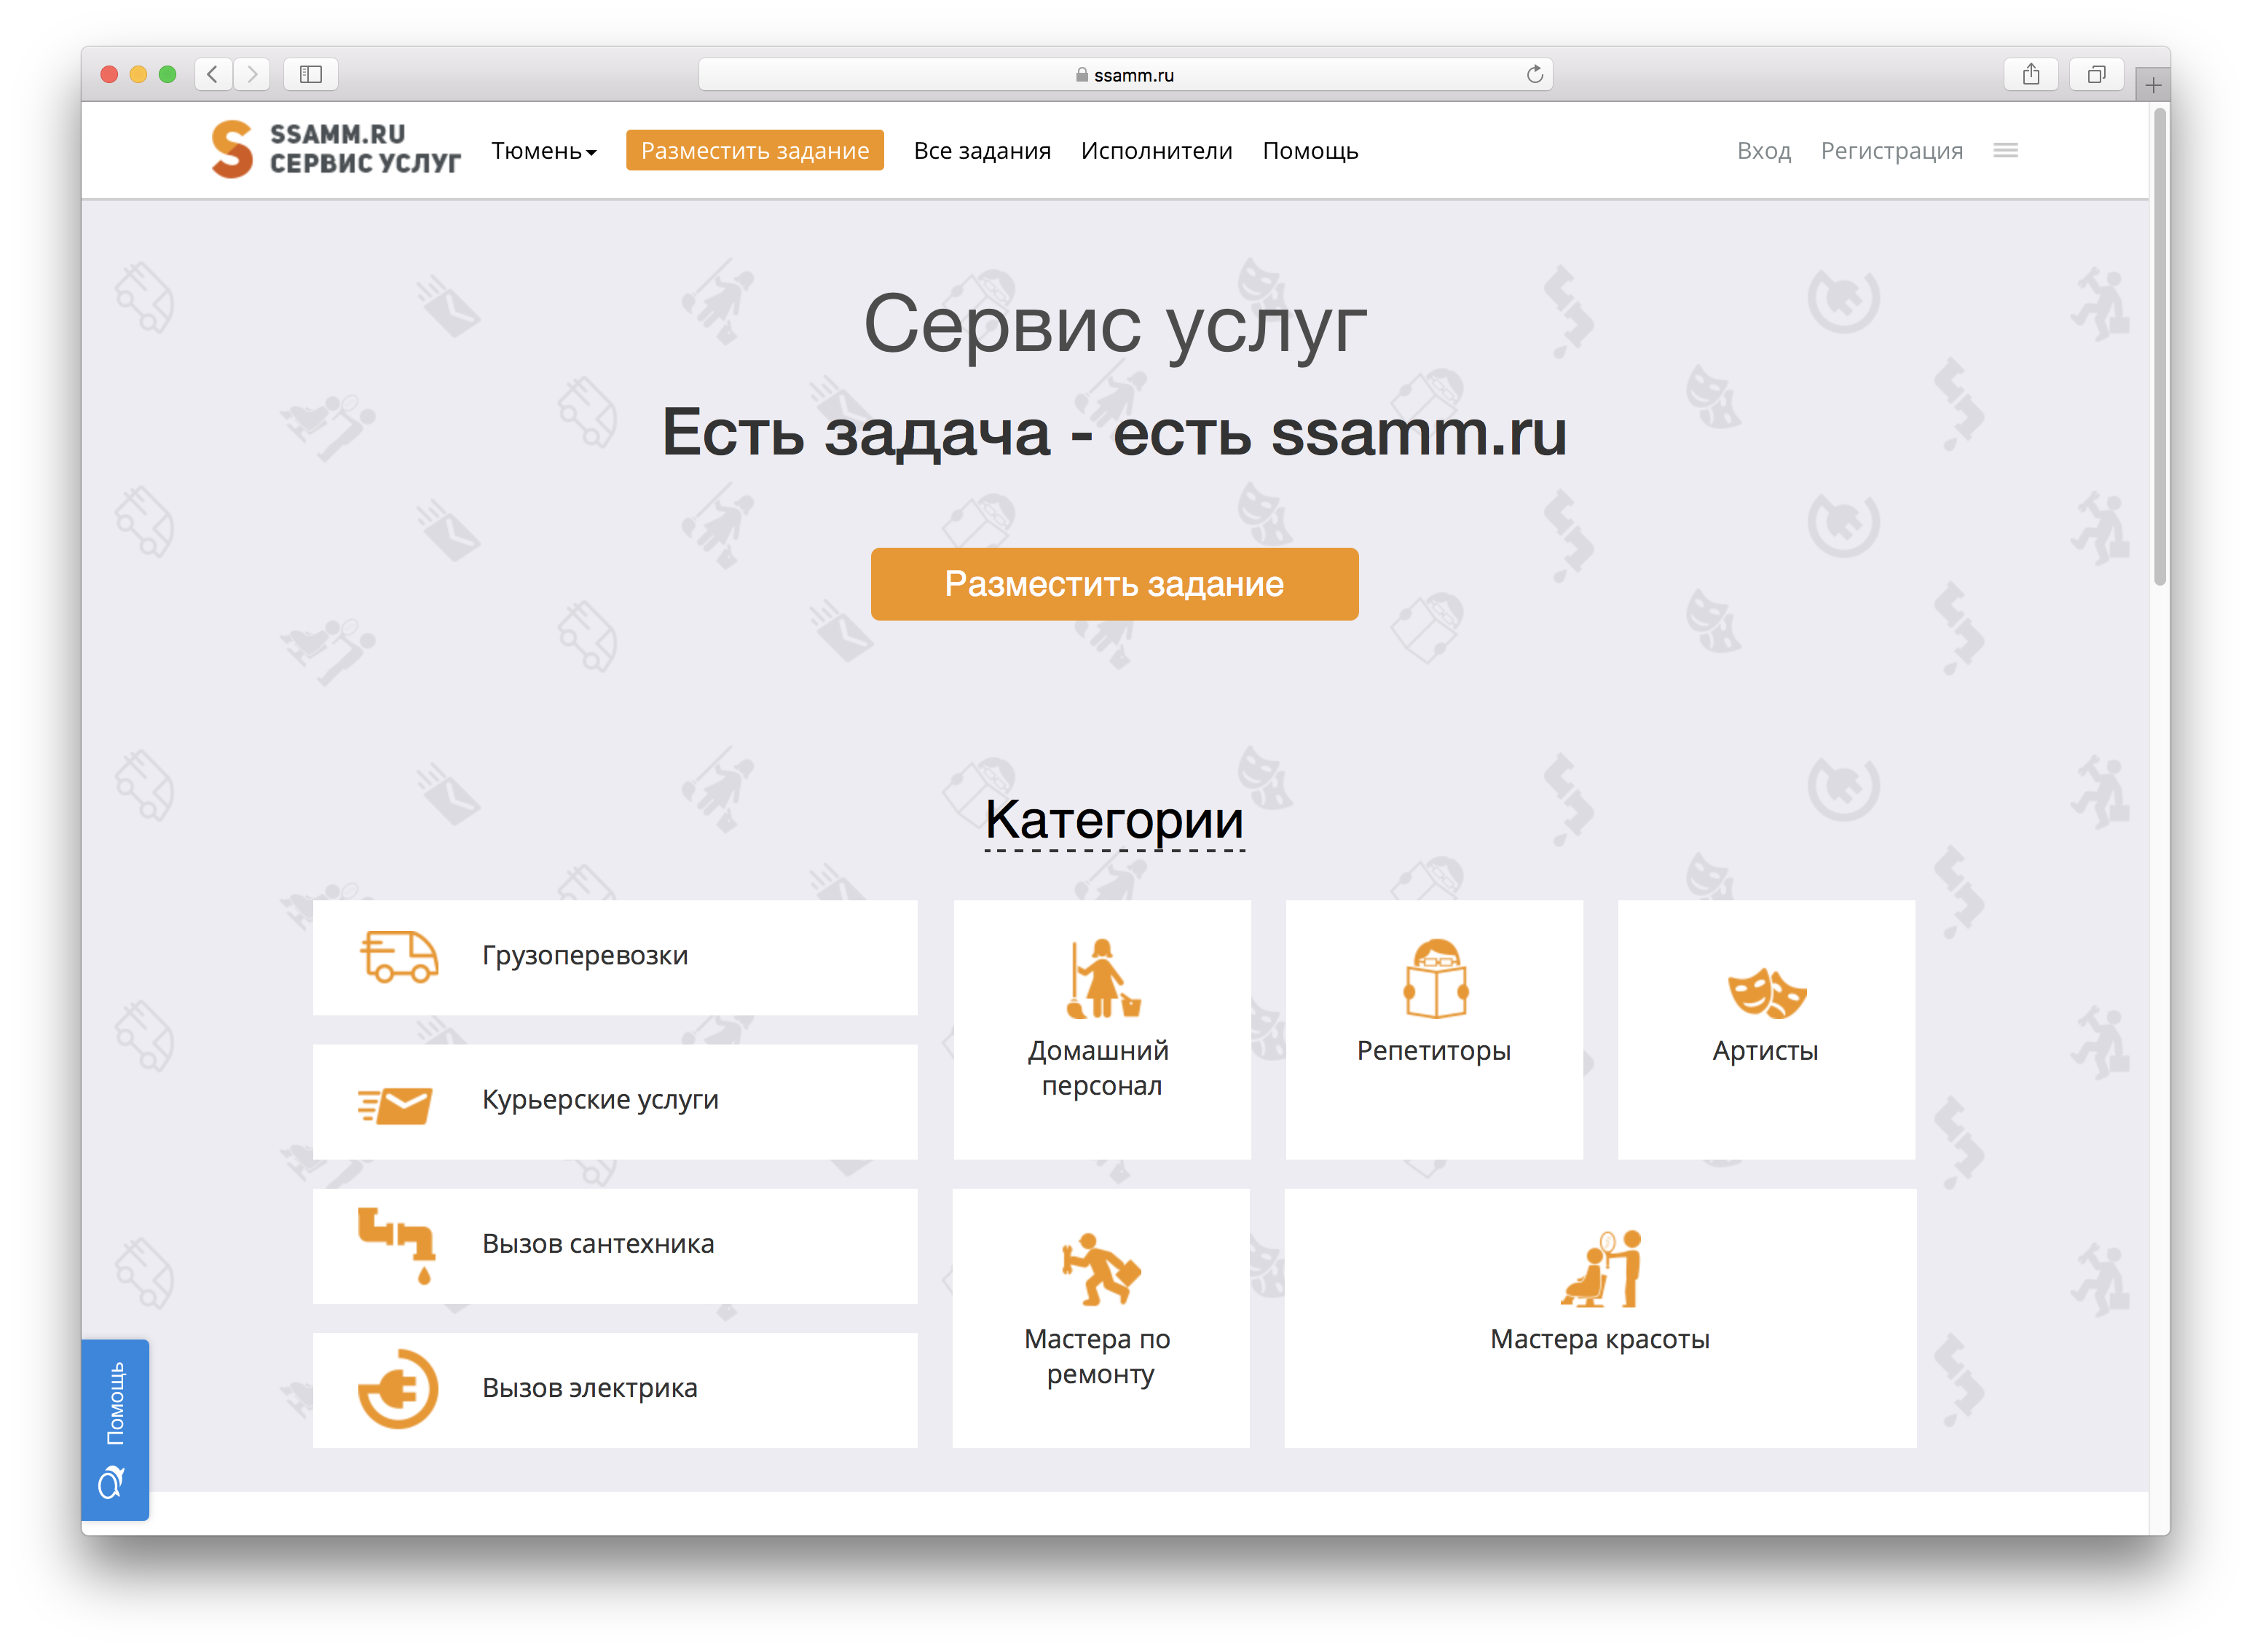 ssamm.ru
SSAMM.RU
СЕРВИС УСЛУГ
Тюмень
Разместить задание
Все задания
Исполнители
Помощь
Вход
Регистрация
Сервис услуг
Есть задача - есть ssamm.ru
Разместить задание
Категории
Грузоперевозки
Курьерские услуги
Вызов сантехника
Вызов электрика
Домашний
персонал
Репетиторы
Артисты
Мастера по
ремонту
Мастера красоты
Помощь